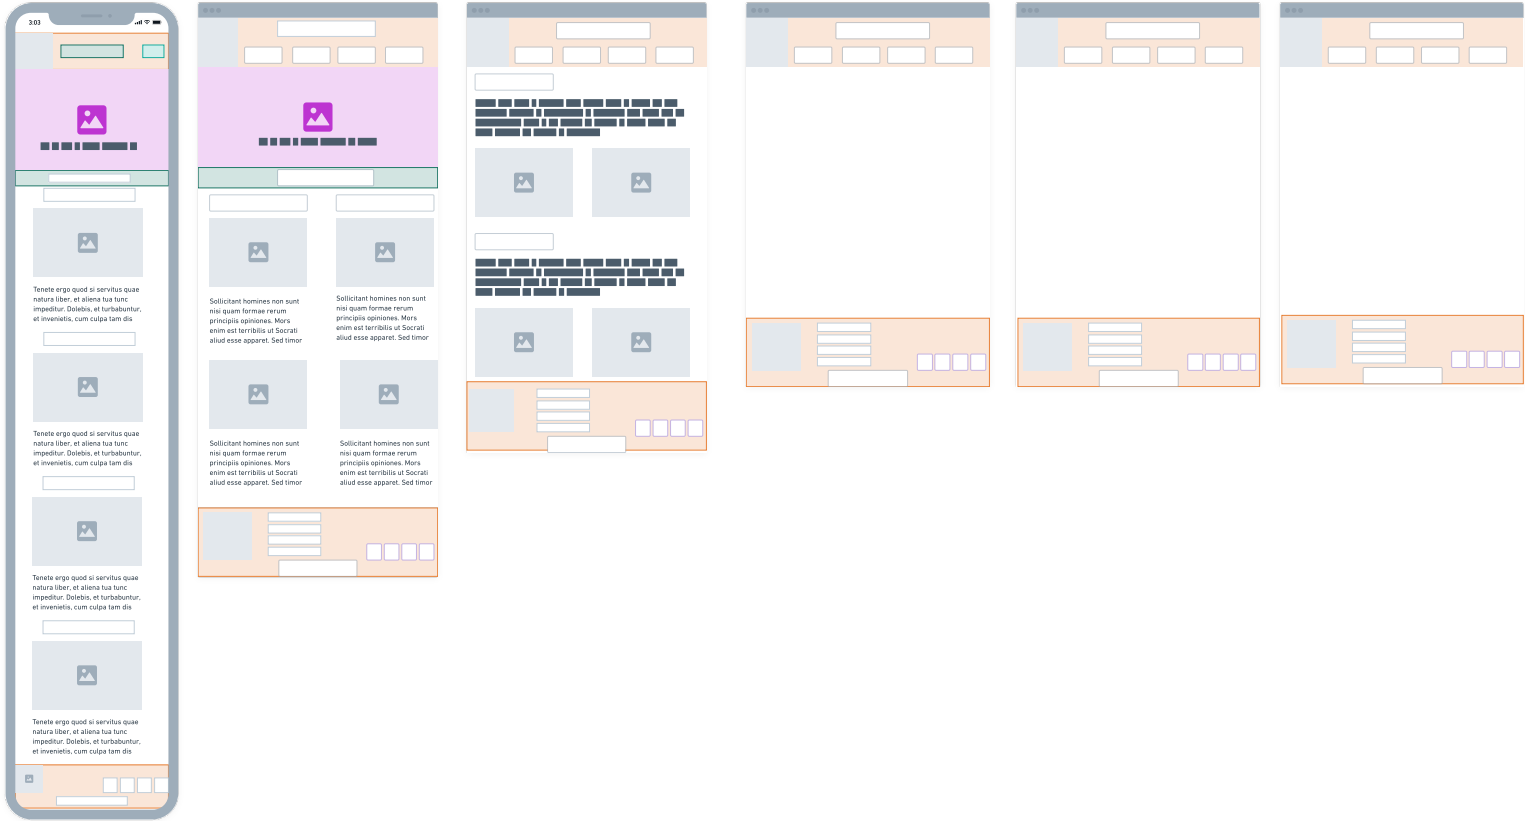 3:03
Tenete ergo quod si servitus quae
natura liber, et aliena tua tunc
impeditur. Dolebis, et turbabuntur,
et invenietis, cum culpa tam dis
Tenete ergo quod si servitus quae
natura liber, et aliena tua tunc
impeditur. Dolebis, et turbabuntur,
et invenietis, cum culpa tam dis
Tenete ergo quod si servitus quae
natura liber, et aliena tua tunc
impeditur. Dolebis, et turbabuntur,
et invenietis, cum culpa tam dis
Tenete ergo quod si servitus quae
natura liber, et aliena tua tunc
impeditur. Dolebis, et turbabuntur,
et invenietis, cum culpa tam dis
Sollicitant homines non sunt
nisi quam formae rerum
principiis opiniones. Mors
enim est terribilis ut Socrati
aliud esse apparet. Sed timor
Sollicitant homines non sunt
nisi quam formae rerum
principiis opiniones. Mors
enim est terribilis ut Socrati
aliud esse apparet. Sed timor
Sollicitant homines non sunt
nisi quam formae rerum
principiis opiniones. Mors
enim est terribilis ut Socrati
aliud esse apparet. Sed timor
Sollicitant homines non sunt
nisi quam formae rerum
principiis opiniones. Mors
enim est terribilis ut Socrati
aliud esse apparet. Sed timor